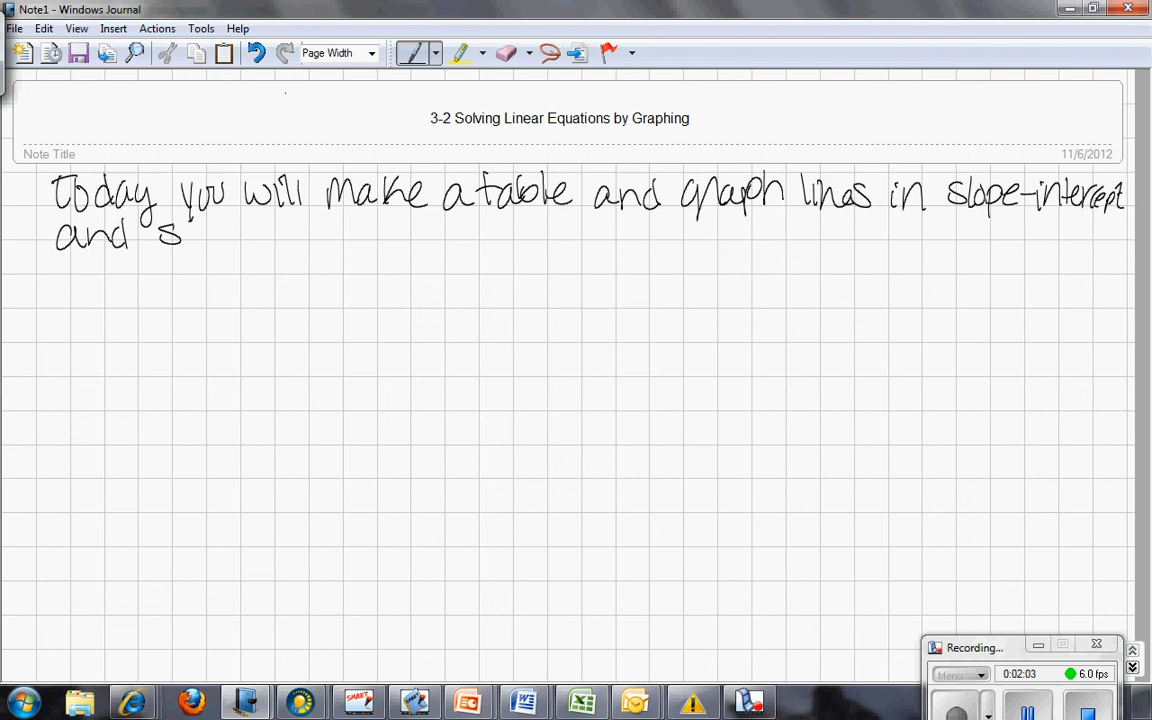 Note1 - Windows Journal
File Edit View Insert Actions Tools Help
Page Width
3-2 Solving Linear Equations by Graphing
Note Title
11/6/2012
Today you will make a table and graph lines in slope-intercept
and s
Recording...
Menu
0:02:03
6.0 fps
SMART